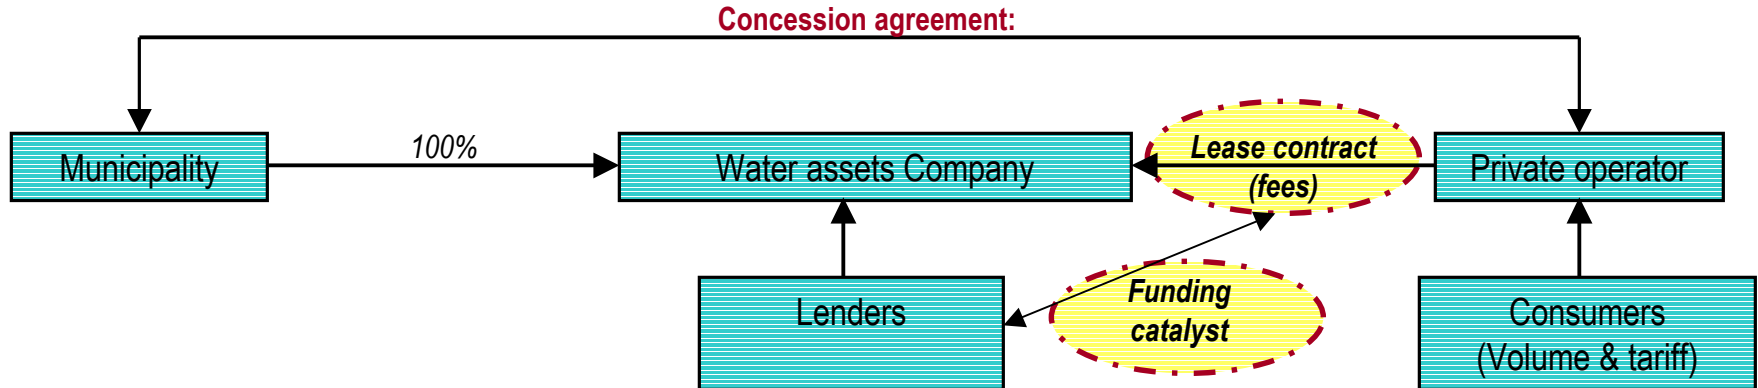 Concession agreement:
Municipality
100%
Water assets Company
Lease contract
(fees)
Private operator
Lenders
Funding
catalyst
Consumers
(Volume & tariff)